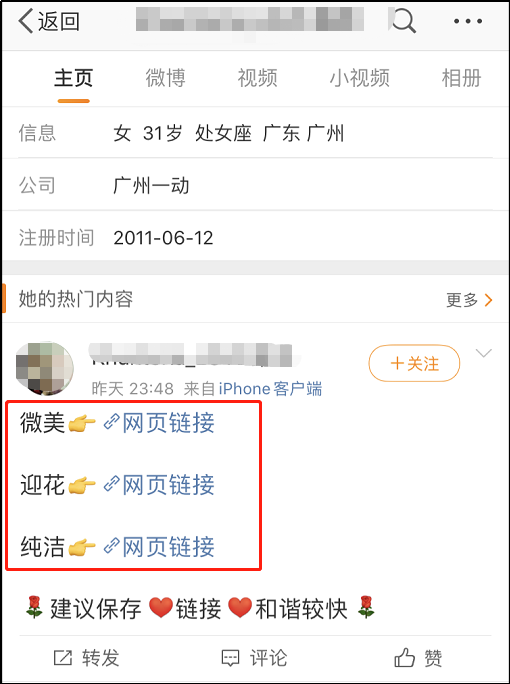 返回
主页 微博 视频 小视频 相册
信息 女 31岁 处女座 广东 广州
公司 广州一动
注册时间 2011-06-12
她的热门内容 更多
+关注
昨天 23:48 来自 iPhone客户端
微美👉网页链接
迎花👉网页链接
纯洁👉网页链接
🌹建议保存❤️链接❤️和谐较快🌹
转发 评论 赞